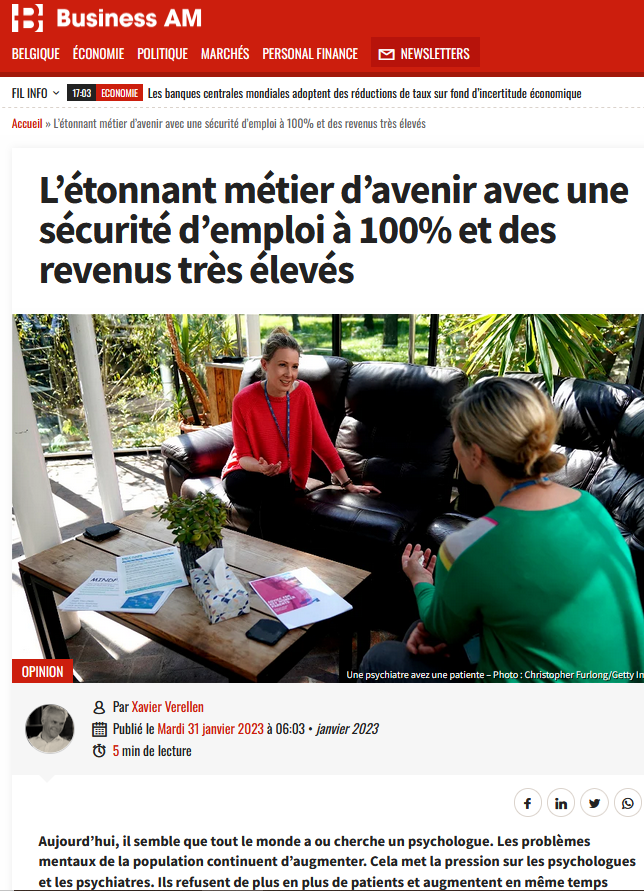 Business AM
BELGIQUE ÉCONOMIE POLITIQUE MARCHÉS PERSONAL FINANCE NEWSLETTERS
FIL INFO 17:03 ECONOMIE Les banques centrales mondiales adoptent des réductions de taux sur fond d'incertitude économique
Accueil » L'étonnant métier d'avenir avec une sécurité d'emploi à 100% et des revenus très élevés
L'étonnant métier d'avenir avec une
sécurité d'emploi à 100% et des
revenus très élevés
OPINION
Une psychiatre avez une patiente – Photo : Christopher Furlong/Getty
Par Xavier Verellen
Publié le Mardi 31 janvier 2023 à 06:03 • janvier 2023
5 min de lecture
Aujourd'hui, il semble que tout le monde a ou cherche un psychologue. Les problèmes
mentaux de la population continuent d'augmenter. Cela met la pression sur les psychologues
et les psychiatres. Ils refusent de plus en plus de patients et augmentent en même temps